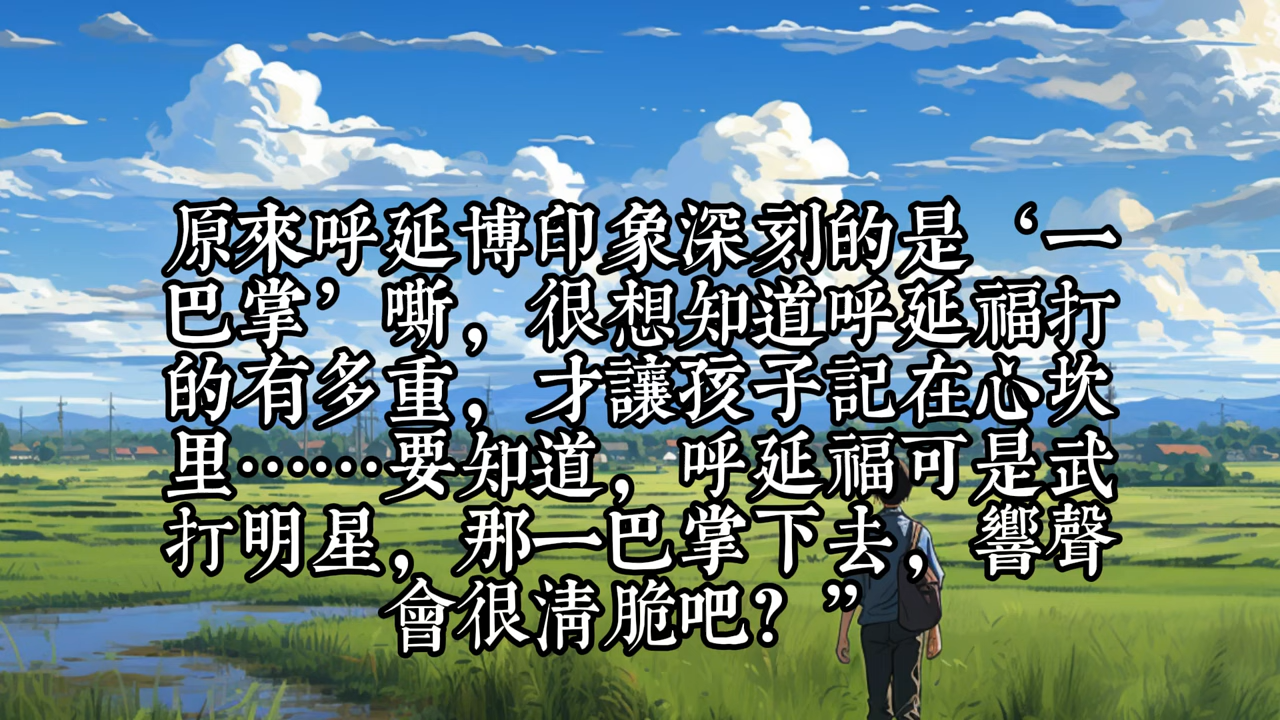 原來呼延博印象深刻的是‘一
巴掌’嘶，很想知道呼延福打
的有多重，才讓孩子記在心坎
里……要知道，呼延福可是武
打明星，那一巴掌下去，響聲
會很清脆吧？”